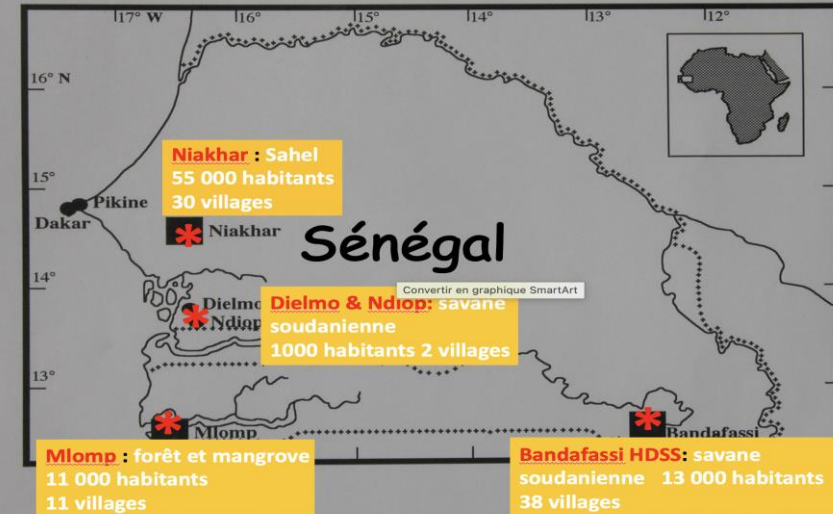 17° W
16
15
14
13
12
16° N
Niakhar : Sahel
55 000 habitants
30 villages
15°
Pikine
Dakar
Niakhar
Sénégal
14°
Convertir en graphique SmartArt
Dielmo
Ndiop
Dielmo & Ndiop: savane
soudanienne
1000 habitants 2 villages
13°
Mlomp
Bandafassi
Mlomp : forêt et mangrove
11 000 habitants
11 villages
Bandafassi HDSS: savane
soudanienne 13 000 habitants
38 villages